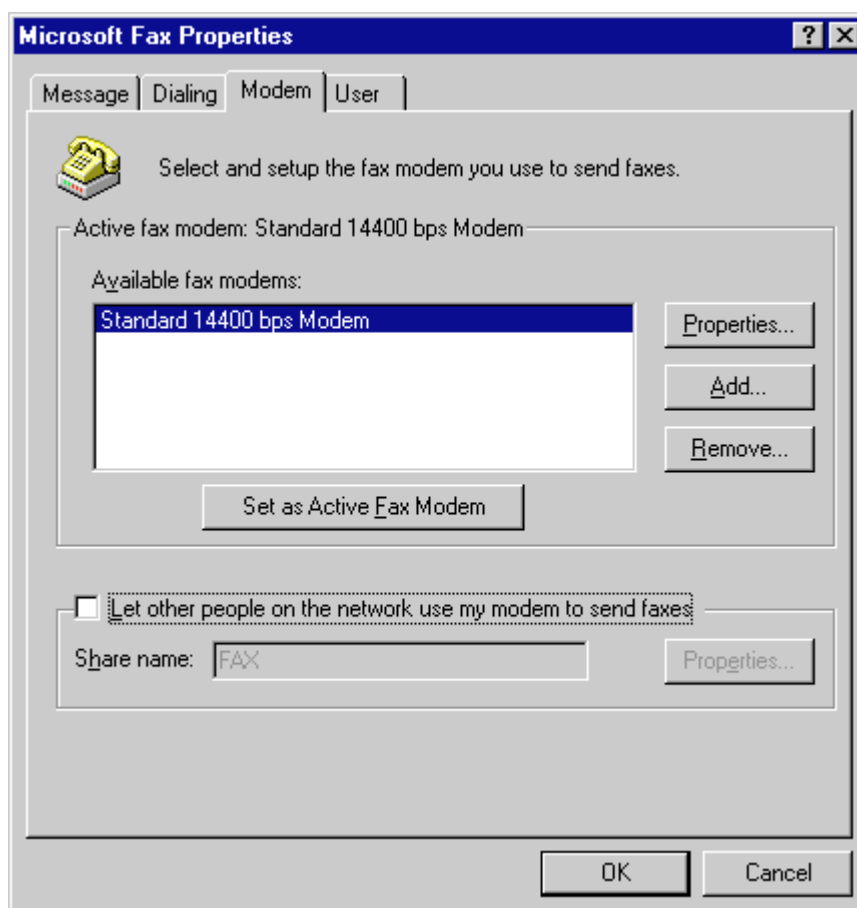 Microsoft Fax Properties
Message Dialing Modem User
Select and setup the fax modem you use to send faxes.
Active fax modem: Standard 14400 bps Modem
Available fax modems:
Standard 14400 bps Modem
Properties...
Add...
Remove...
Set as Active Fax Modem
Let other people on the network use my modem to send faxes
Share name: FAX Properties...
OK Cancel